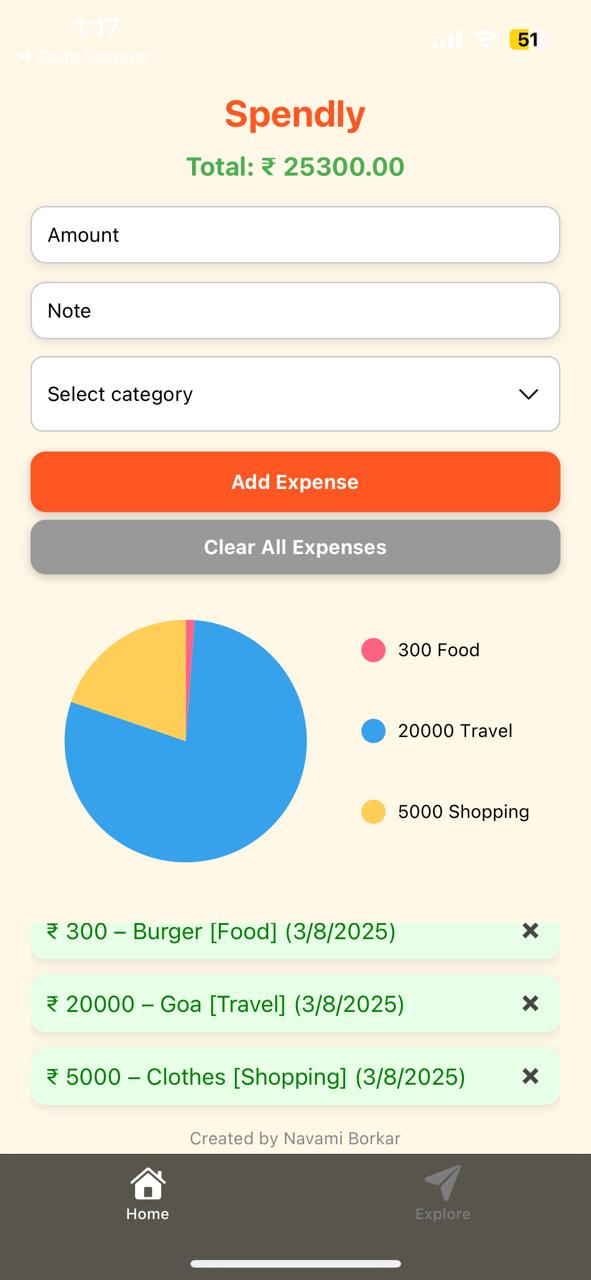 1:17
51
◀ Code Scanner
Spendly
Total: ₹ 25300.00
Amount
Note
Select category
Add Expense
Clear All Expenses
300 Food
20000 Travel
5000 Shopping
₹ 300 – Burger [Food] (3/8/2025) ✖
₹ 20000 – Goa [Travel] (3/8/2025) ✖
₹ 5000 – Clothes [Shopping] (3/8/2025) ✖
Created by Navami Borkar
Home
Explore